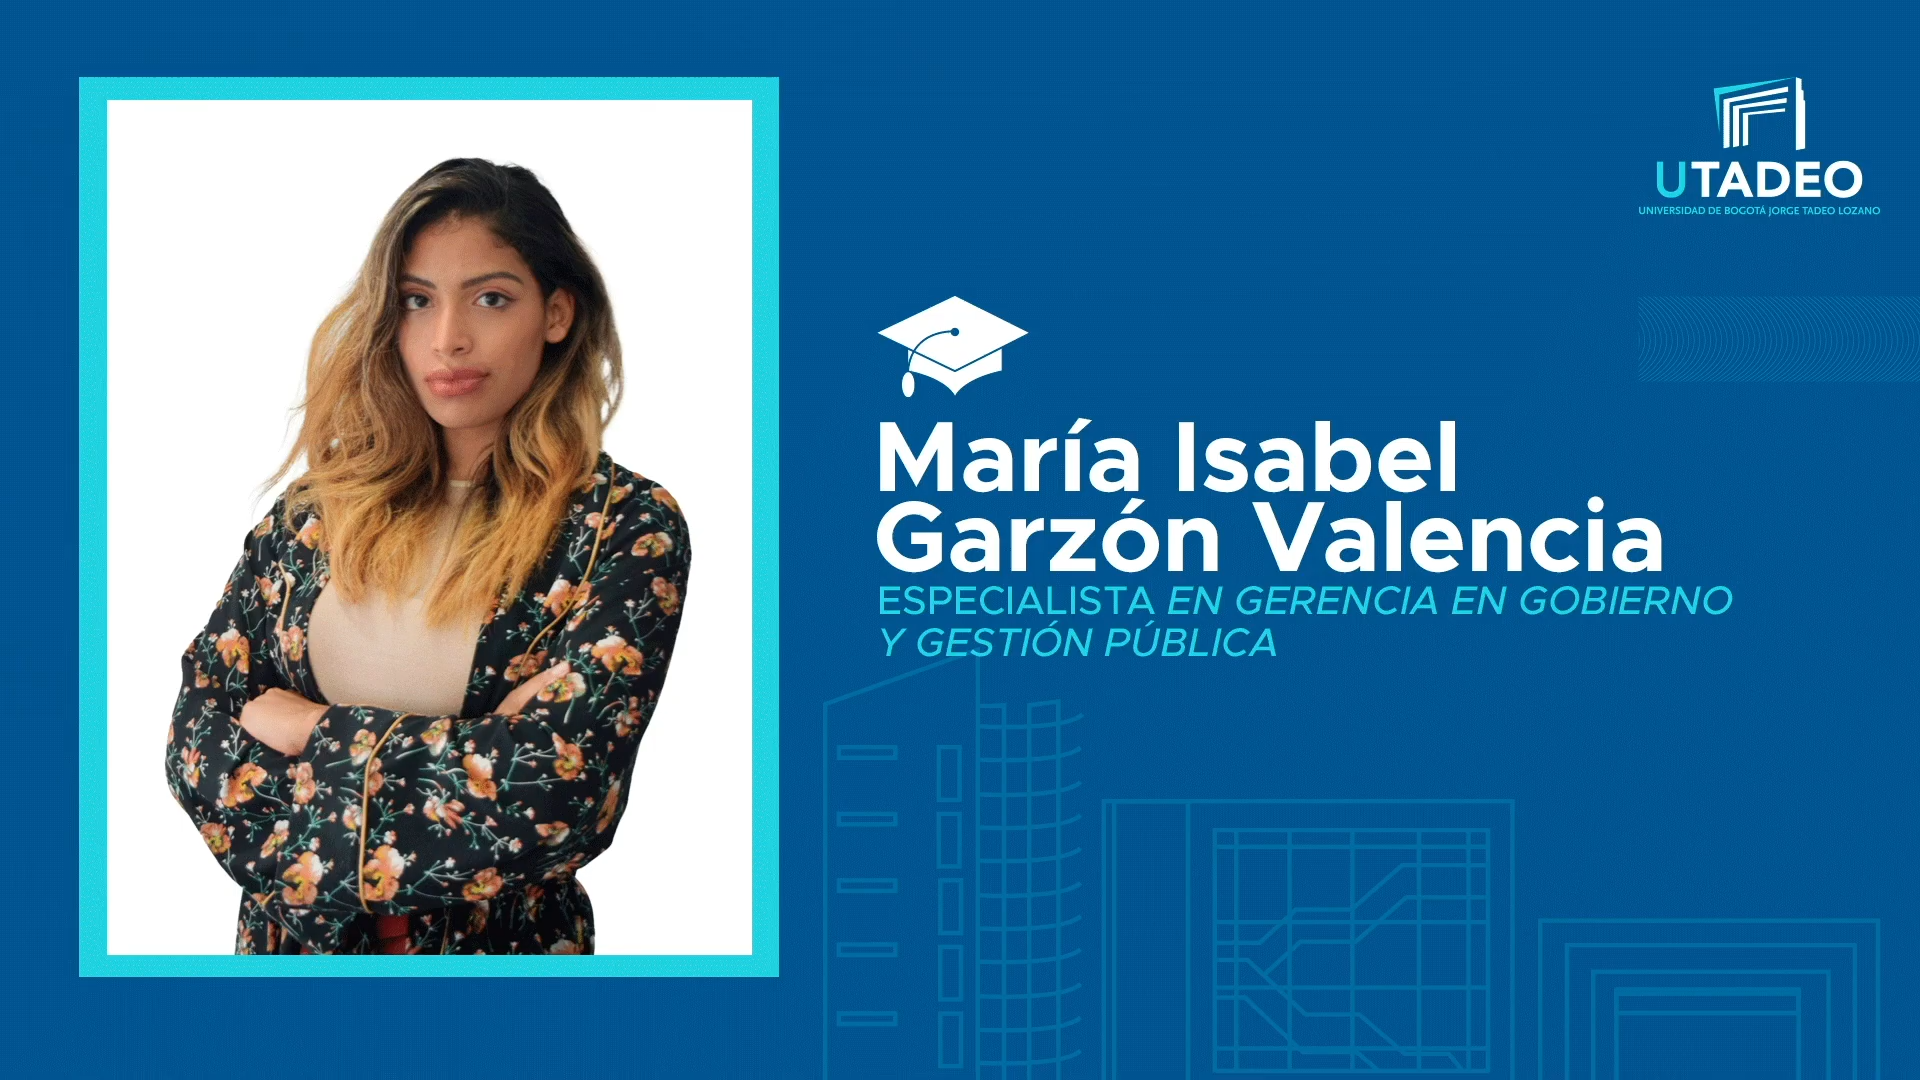 UTADEO
UNIVERSIDAD DE BOGOTÁ JORGE TADEO LOZANO
María Isabel
Garzón Valencia
ESPECIALISTA EN GERENCIA EN GOBIERNO
Y GESTIÓN PÚBLICA